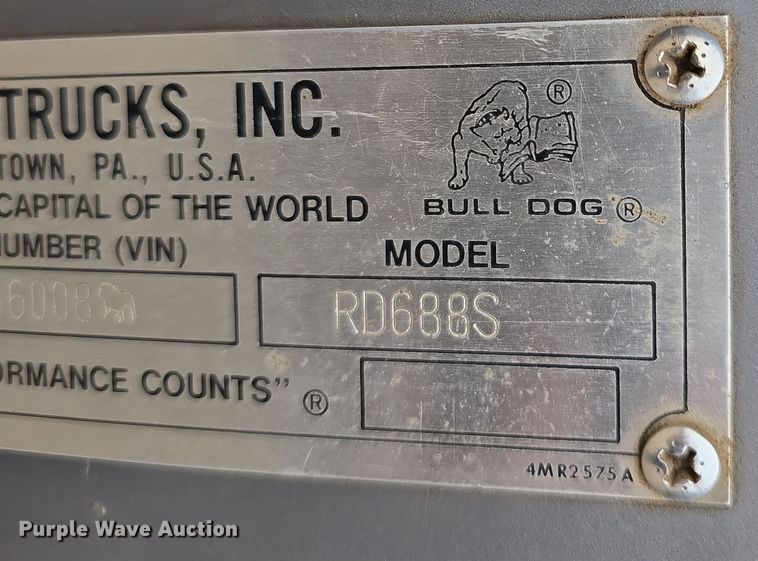 TRUCKS, INC.
TOWN, PA., U.S.A.
CAPITAL OF THE WORLD
®
BULL DOG ®
NUMBER (VIN)
MODEL
6008
RD688S
ORMANCE COUNTS" ®
4MR2575A
Purple Wave Auction